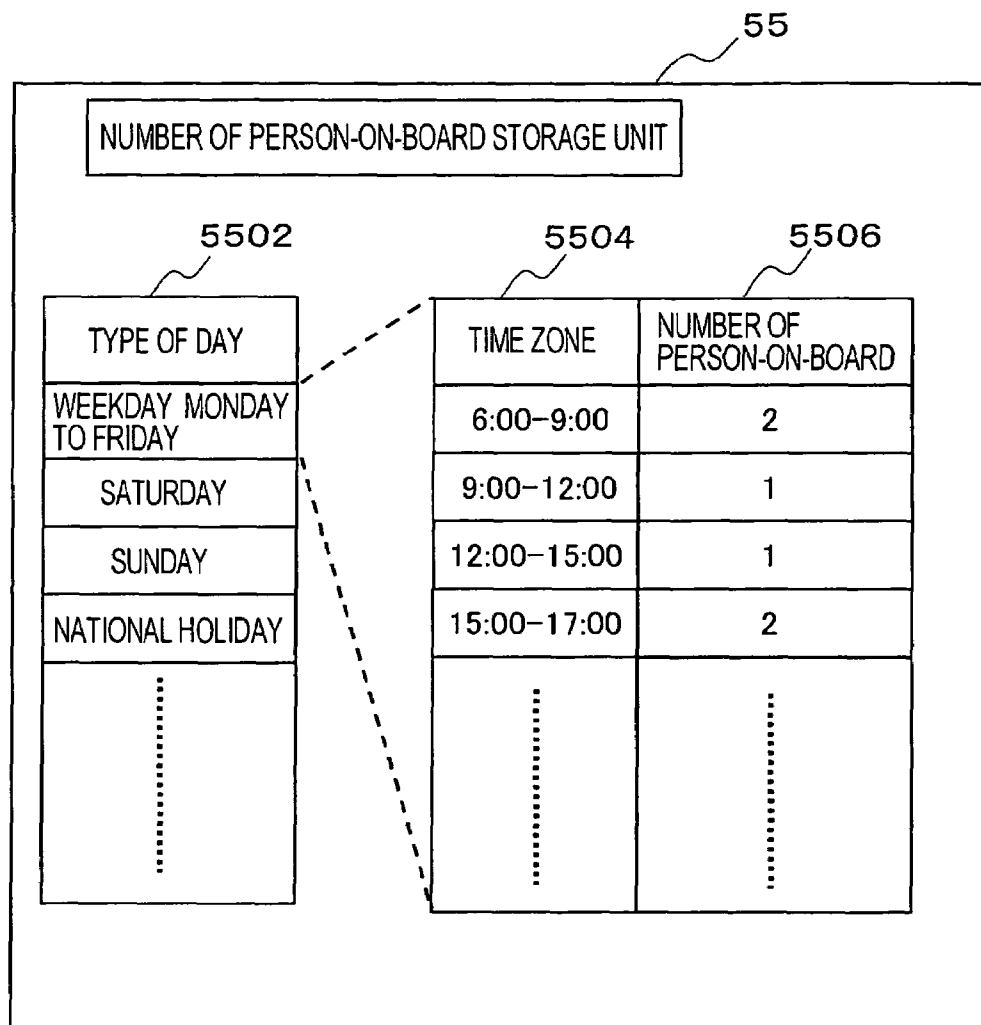 55
NUMBER OF PERSON-ON-BOARD STORAGE UNIT
5502
TYPE OF DAY
WEEKDAY MONDAY
TO FRIDAY
SATURDAY
SUNDAY
NATIONAL HOLIDAY
5504 5506
TIME ZONE NUMBER OF
PERSON-ON-BOARD
6:00-9:00 2
9:00-12:00 1
12:00-15:00 1
15:00-17:00 2